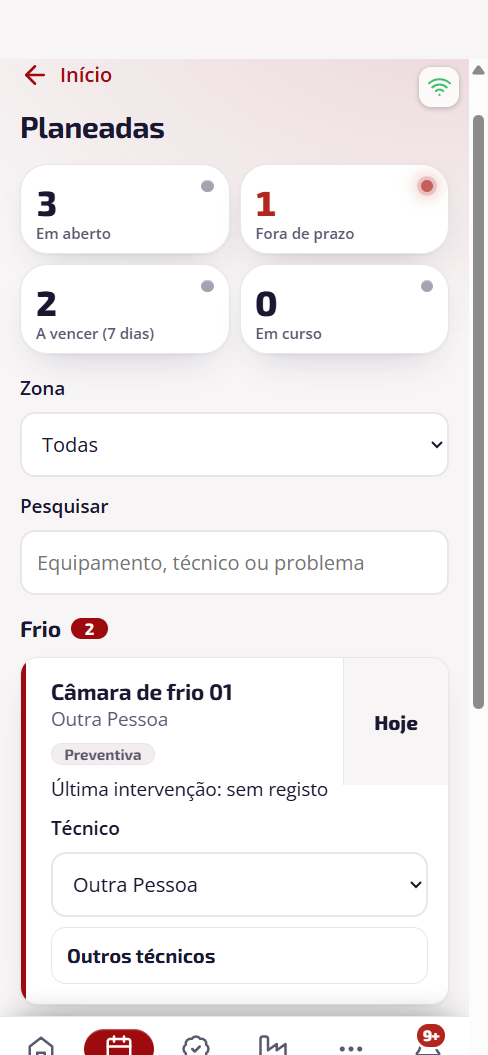 Início
Planeadas
3
Em aberto
1
Fora de prazo
2
A vencer (7 dias)
0
Em curso
Zona
Todas
Pesquisar
Equipamento, técnico ou problema
Frio 2
Câmara de frio 01
Outra Pessoa
Hoje
Preventiva
Última intervenção: sem registo
Técnico
Outra Pessoa
Outros técnicos
9+